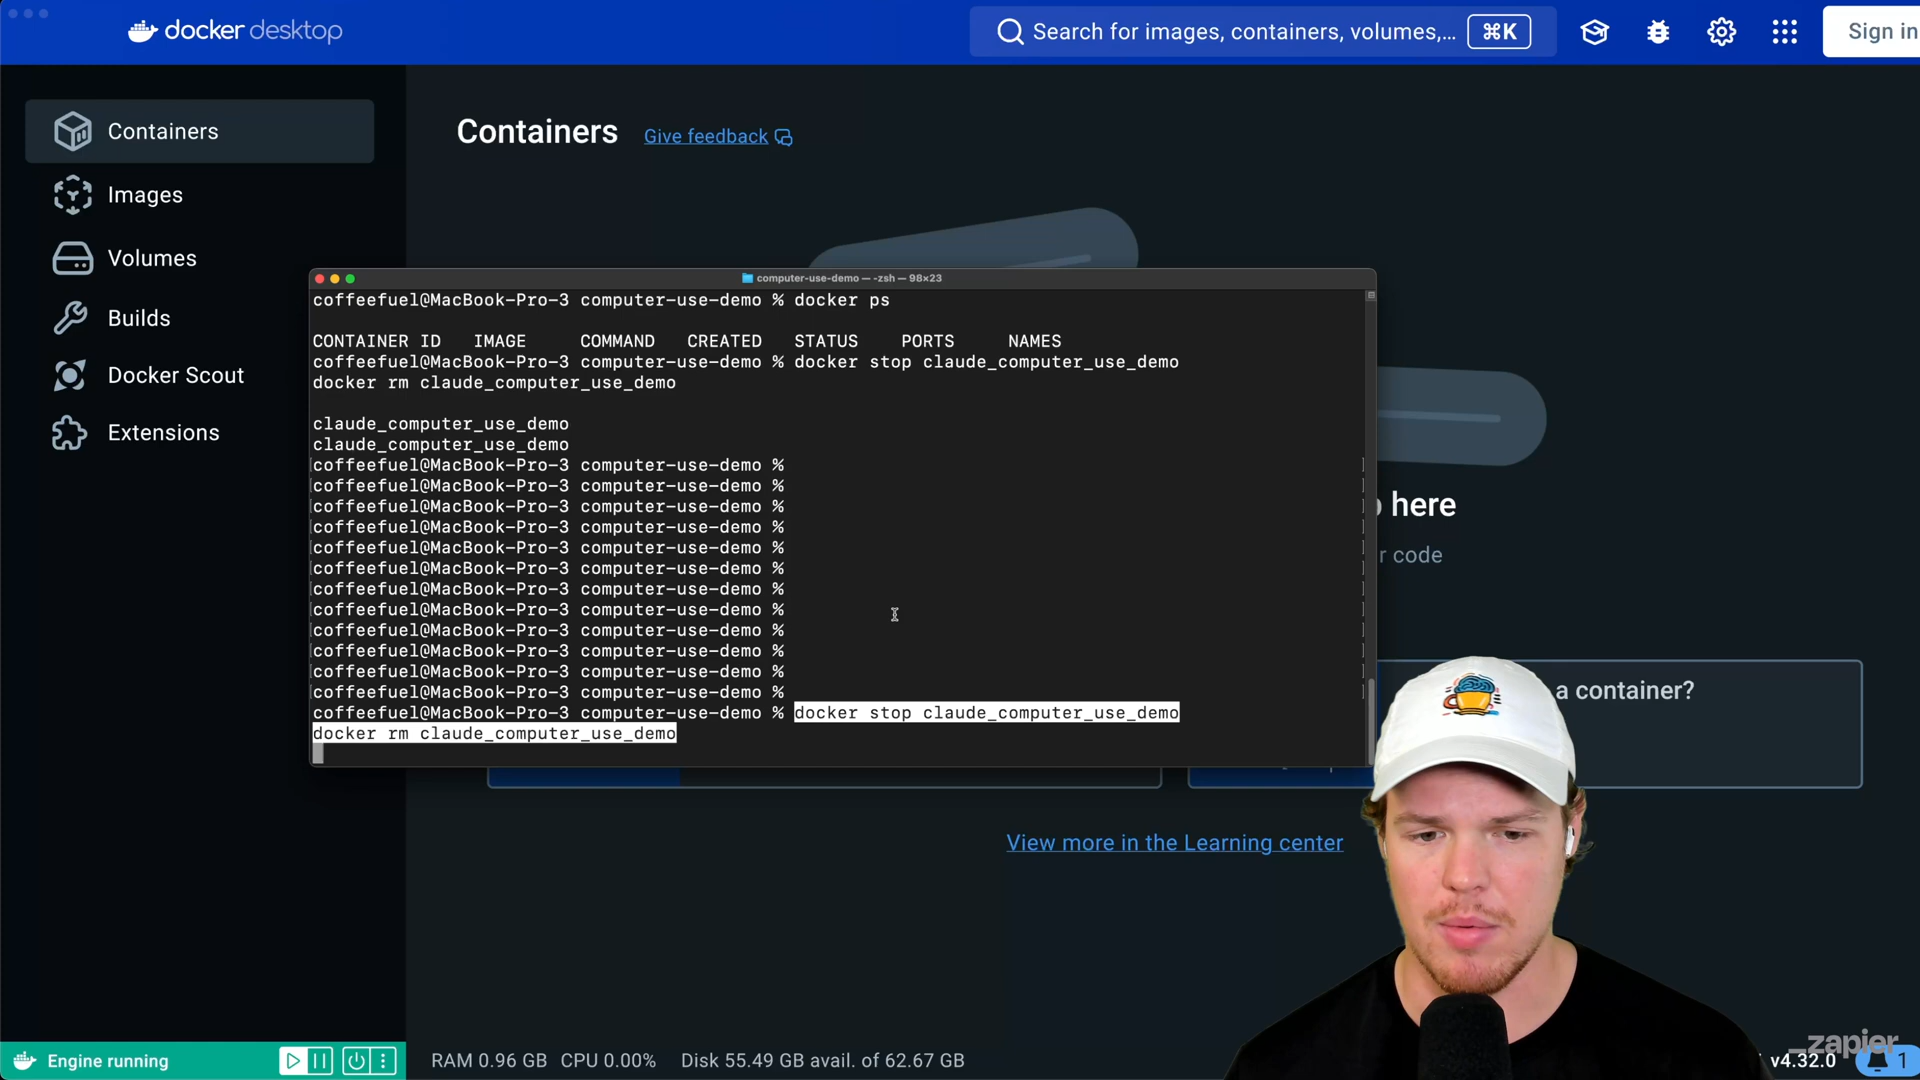 docker desktop
Search for images, containers, volumes,...
⌘K
Sign in
Containers
Images
Volumes
Builds
Docker Scout
Extensions
Containers
Give feedback
computer-use-demo — -zsh — 98×23
coffeefuel@MacBook-Pro-3 computer-use-demo % docker ps
CONTAINER ID IMAGE COMMAND CREATED STATUS PORTS NAMES
coffeefuel@MacBook-Pro-3 computer-use-demo % docker stop claude_computer_use_demo
docker rm claude_computer_use_demo
claude_computer_use_demo
claude_computer_use_demo
coffeefuel@MacBook-Pro-3 computer-use-demo %
coffeefuel@MacBook-Pro-3 computer-use-demo %
coffeefuel@MacBook-Pro-3 computer-use-demo %
coffeefuel@MacBook-Pro-3 computer-use-demo %
coffeefuel@MacBook-Pro-3 computer-use-demo %
coffeefuel@MacBook-Pro-3 computer-use-demo %
coffeefuel@MacBook-Pro-3 computer-use-demo %
coffeefuel@MacBook-Pro-3 computer-use-demo %
coffeefuel@MacBook-Pro-3 computer-use-demo %
coffeefuel@MacBook-Pro-3 computer-use-demo %
coffeefuel@MacBook-Pro-3 computer-use-demo %
coffeefuel@MacBook-Pro-3 computer-use-demo %
coffeefuel@MacBook-Pro-3 computer-use-demo % docker stop claude_computer_use_demo
docker rm claude_computer_use_demo
here
code
a container?
View more in the Learning center
Engine running
RAM 0.96 GB CPU 0.00% Disk 55.49 GB avail. of 62.67 GB
_zapier
v4.32.0
1